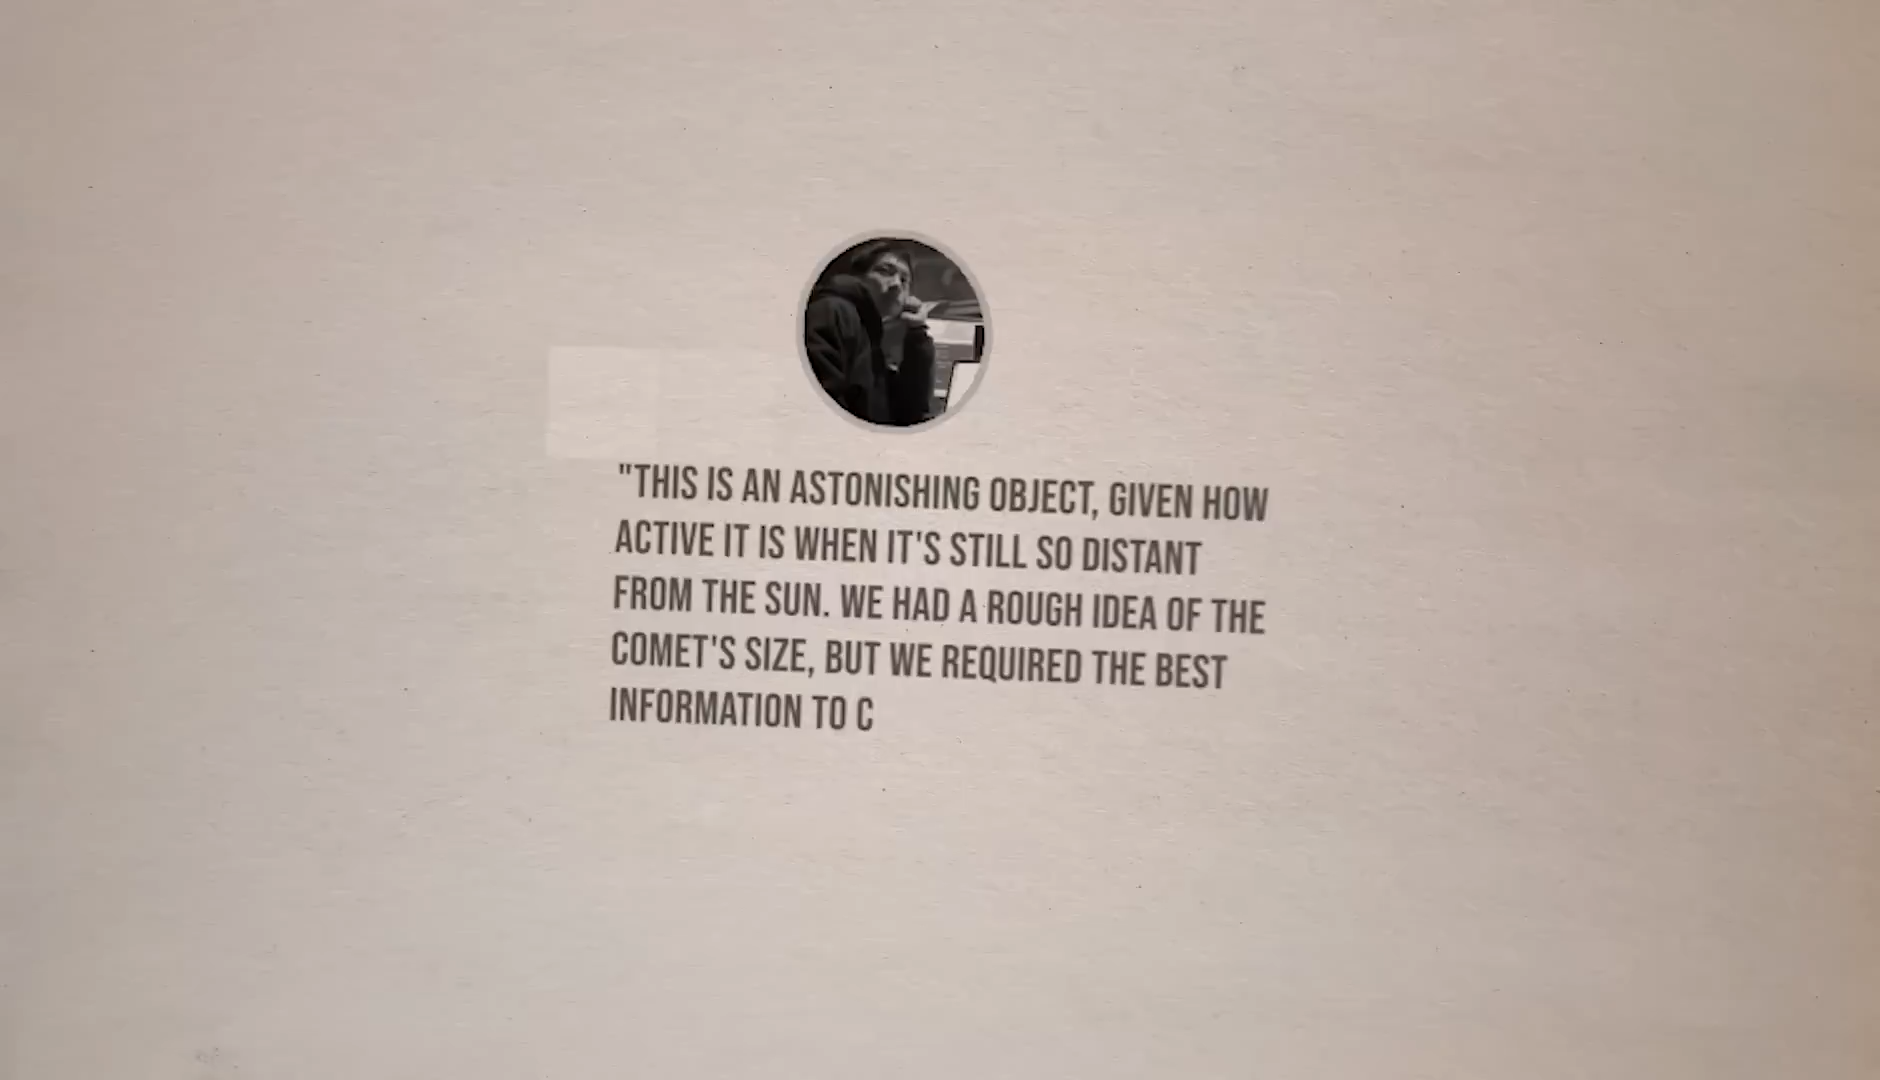 "THIS IS AN ASTONISHING OBJECT, GIVEN HOW
ACTIVE IT IS WHEN IT'S STILL SO DISTANT
FROM THE SUN. WE HAD A ROUGH IDEA OF THE
COMET'S SIZE, BUT WE REQUIRED THE BEST
INFORMATION TO C